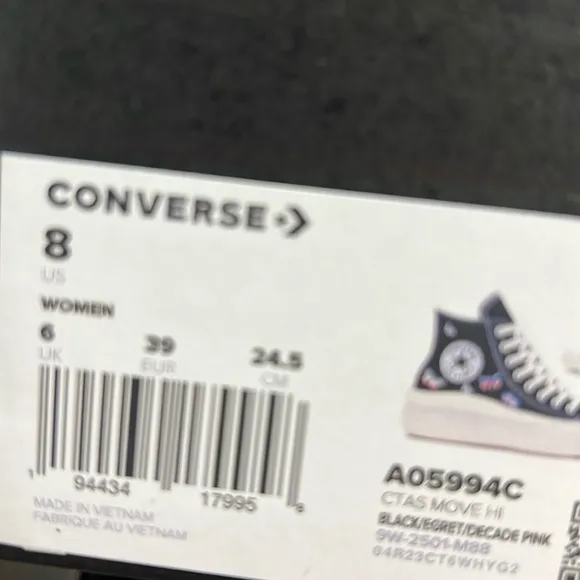 CONVERSE
8
US
WOMEN
6 39 24.5
UK EUR CM
1 94434 17995 8
MADE IN VIETNAM
FABRIQUE AU VIETNAM
A05994C
CTAS MOVE HI
BLACK/EGRET/DECADE PINK
9W-2501-M88
04R23CT6WHYG2